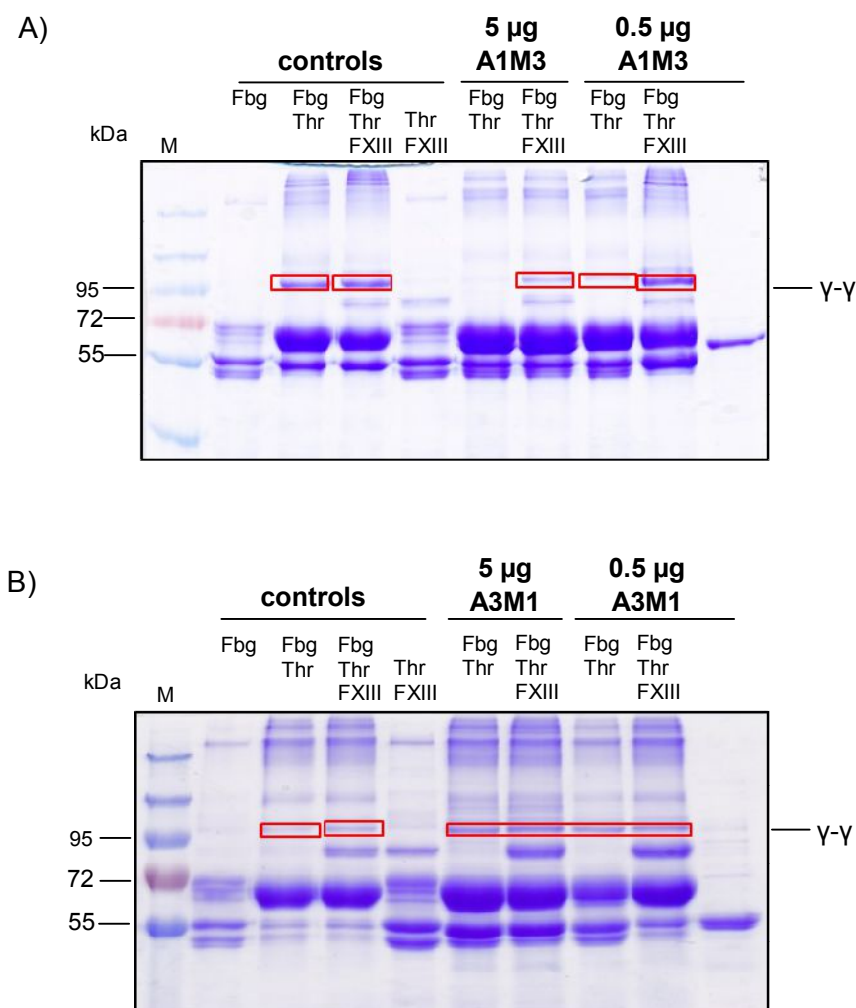 A)
5 µg 0.5 µg
controls A1M3 A1M3
Fbg Fbg Fbg Thr Fbg Fbg Fbg Fbg
Thr Thr FXIII Thr Thr Thr Thr
FXIII FXIII FXIII
kDa
M
95
72
55
γ-γ
B)
5 µg 0.5 µg
controls A3M1 A3M1
Fbg Fbg Fbg Thr Fbg Fbg Fbg Fbg
Thr Thr FXIII Thr Thr Thr Thr
FXIII FXIII FXIII
kDa
M
95
72
55
γ-γ